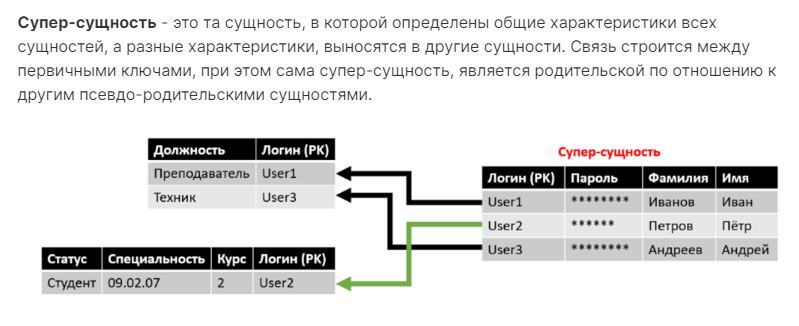 Супер-сущность - это та сущность, в которой определены общие характеристики всех
сущностей, а разные характеристики, выносятся в другие сущности. Связь строится между
первичными ключами, при этом сама супер-сущность, является родительской по отношению к
другим псевдо-родительскими сущностями.
Супер-сущность
Должность Логин (PK)
Преподаватель User1
Техник User3
Логин (PK) Пароль Фамилия Имя
User1 ******** Иванов Иван
User2 ****** Петров Пётр
User3 ******** Андреев Андрей
Статус Специальность Курс Логин (PK)
Студент 09.02.07 2 User2